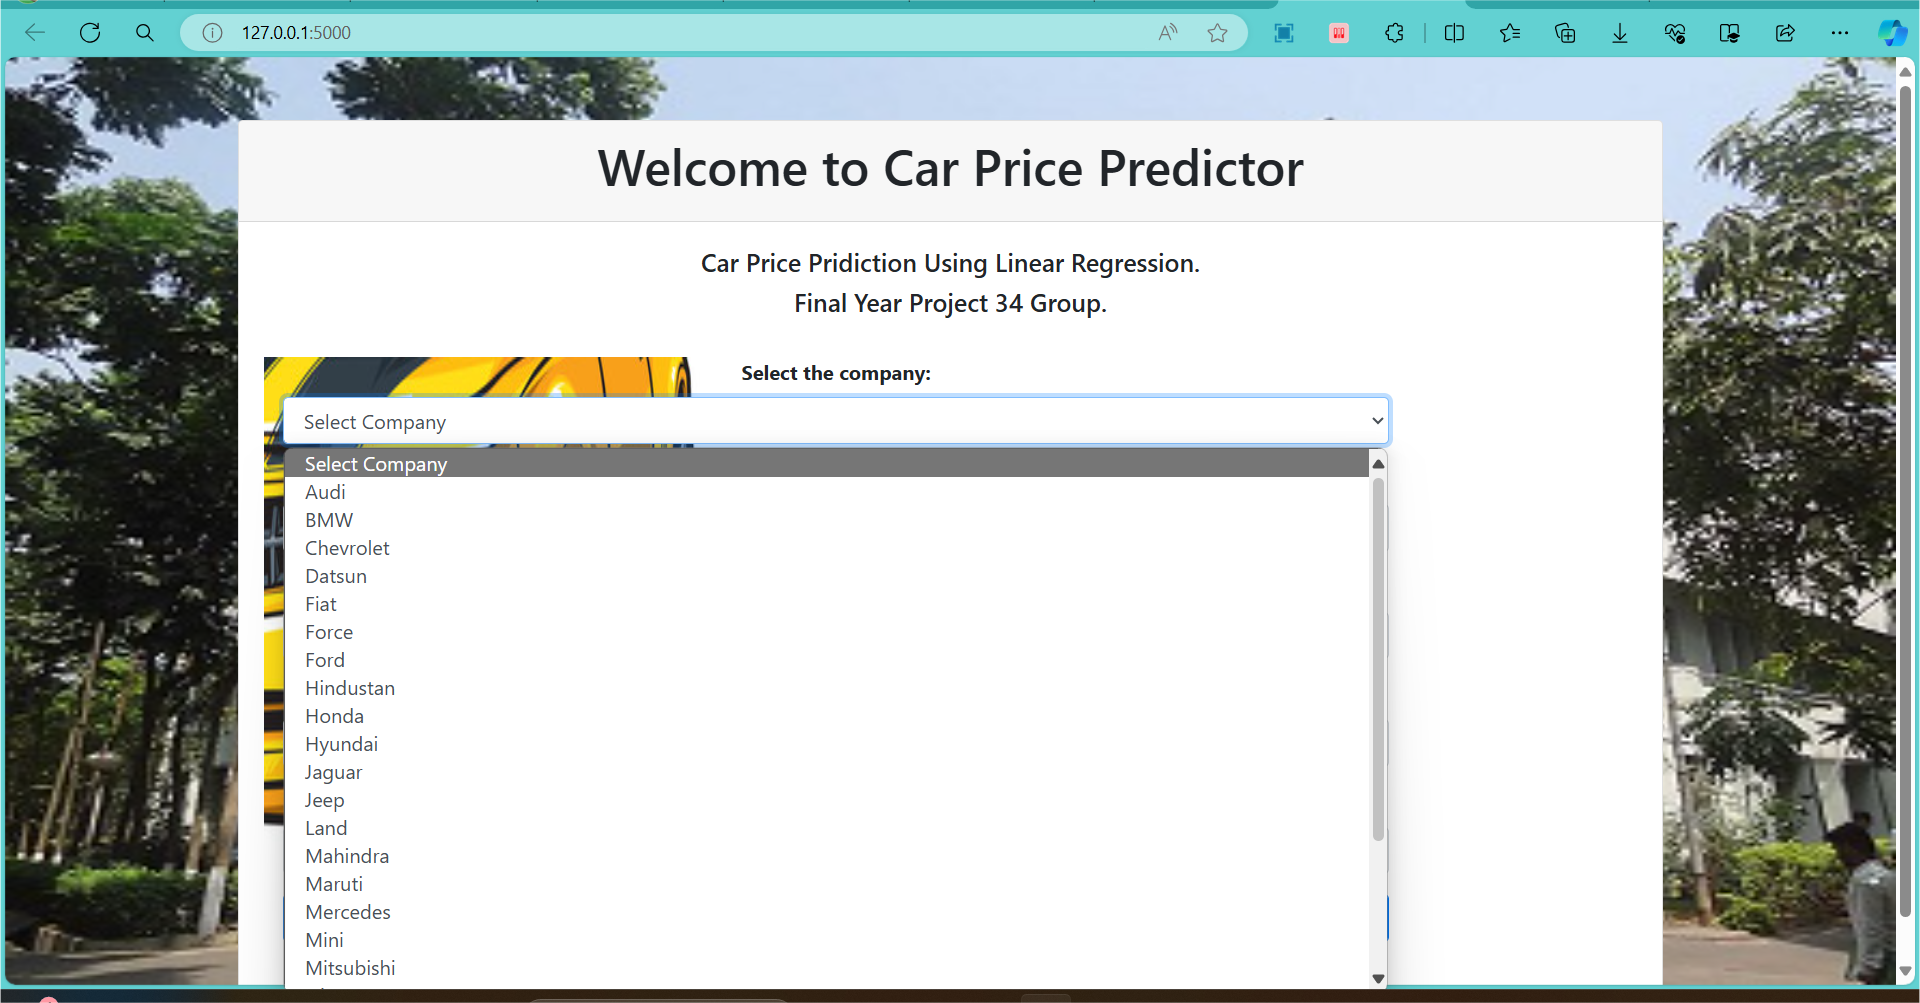 127.0.0.1:5000
Welcome to Car Price Predictor
Car Price Pridiction Using Linear Regression.
Final Year Project 34 Group.
Select the company:
Select Company
Select Company
Audi
BMW
Chevrolet
Datsun
Fiat
Force
Ford
Hindustan
Honda
Hyundai
Jaguar
Jeep
Land
Mahindra
Maruti
Mercedes
Mini
Mitsubishi